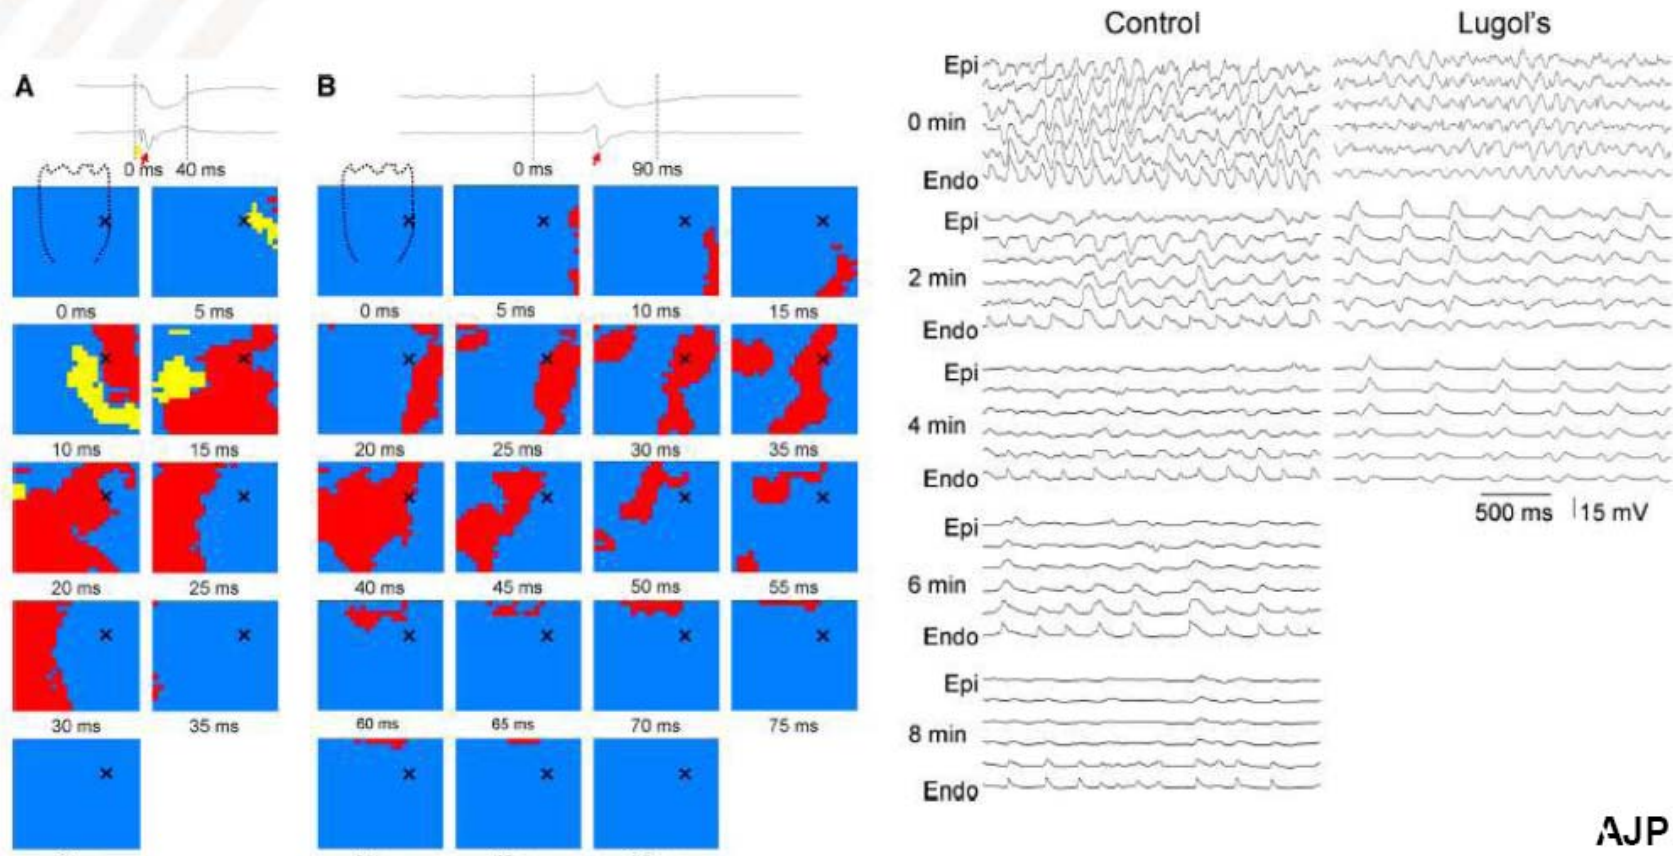 A
B
0 ms 40 ms
0 ms 90 ms
0 ms 5 ms
0 ms 5 ms 10 ms 15 ms
10 ms 15 ms
20 ms 25 ms 30 ms 35 ms
20 ms 25 ms
40 ms 45 ms 50 ms 55 ms
30 ms 35 ms
60 ms 65 ms 70 ms 75 ms
Control Lugol's
Epi
0 min
Endo
Epi
2 min
Endo
Epi
4 min
Endo
500 ms 15 mV
Epi
6 min
Endo
Epi
8 min
Endo
AJP